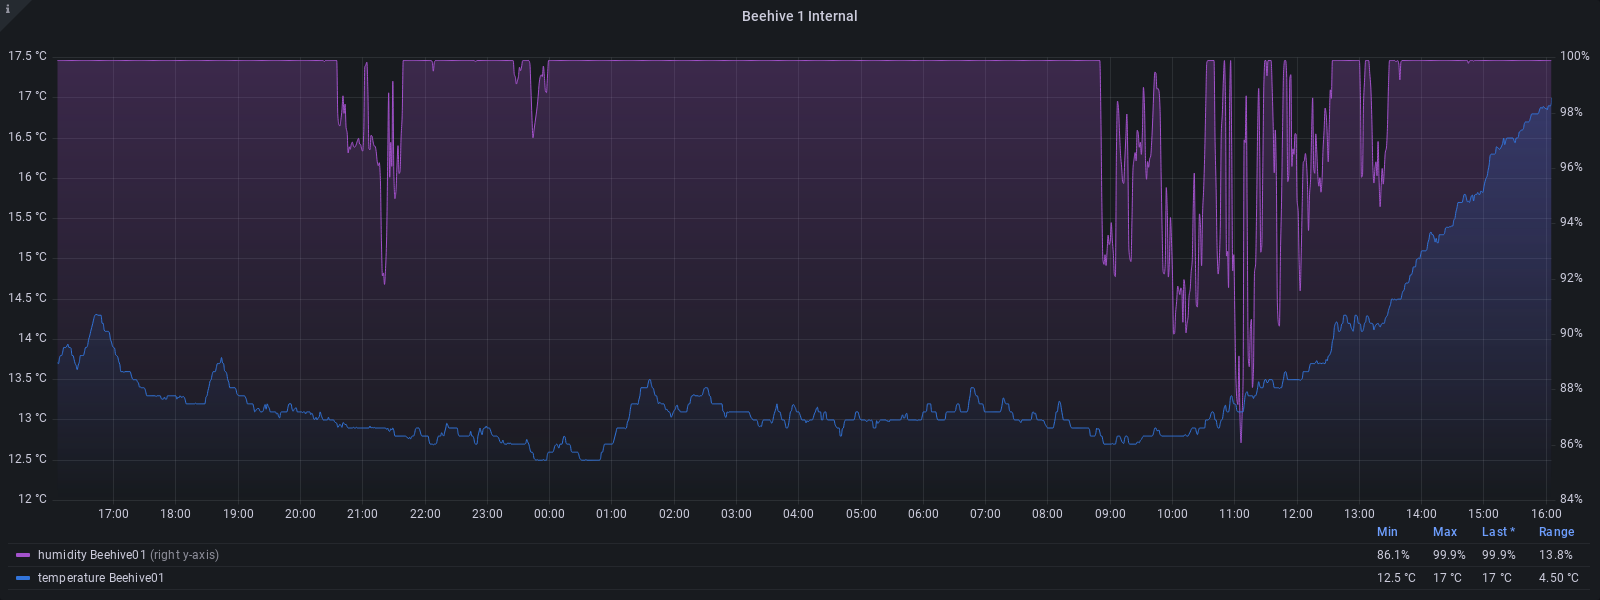 i
Beehive 1 Internal
17.5 °C
17 °C
16.5 °C
16 °C
15.5 °C
15 °C
14.5 °C
14 °C
13.5 °C
13 °C
12.5 °C
12 °C
100%
98%
96%
94%
92%
90%
88%
86%
84%
17:00 18:00 19:00 20:00 21:00 22:00 23:00 00:00 01:00 02:00 03:00 04:00 05:00 06:00 07:00 08:00 09:00 10:00 11:00 12:00 13:00 14:00 15:00 16:00
Min Max Last * Range
humidity Beehive01 (right y-axis) 86.1% 99.9% 99.9% 13.8%
temperature Beehive01 12.5 °C 17 °C 17 °C 4.50 °C